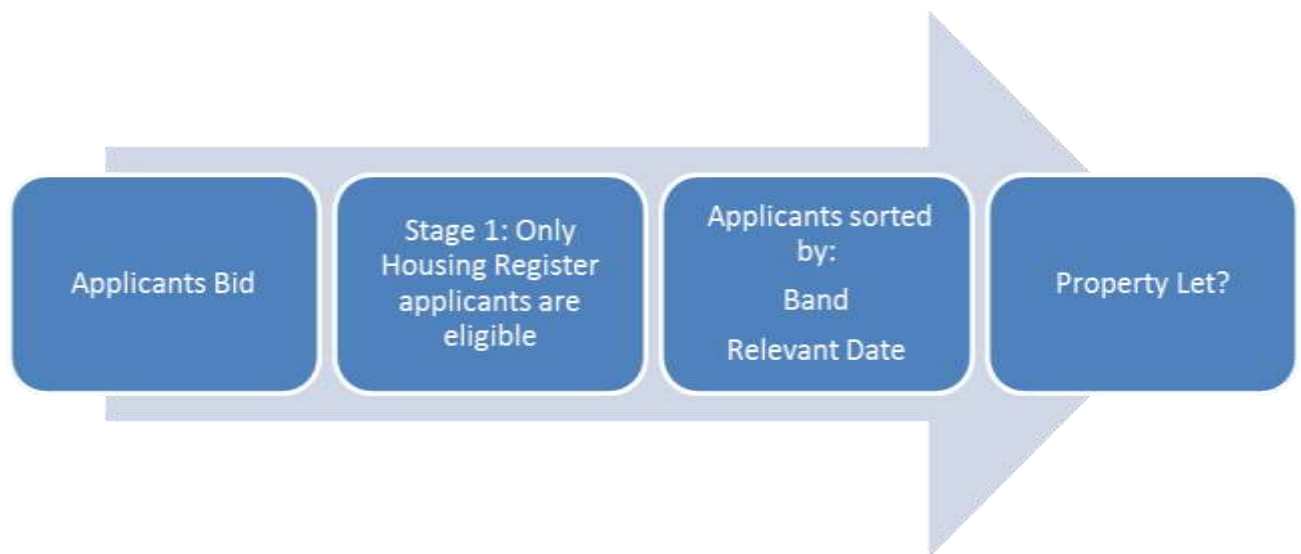 Applicants Bid
Stage 1: Only
Housing Register
applicants are
eligible
Applicants sorted
by:
Band
Relevant Date
Property Let?